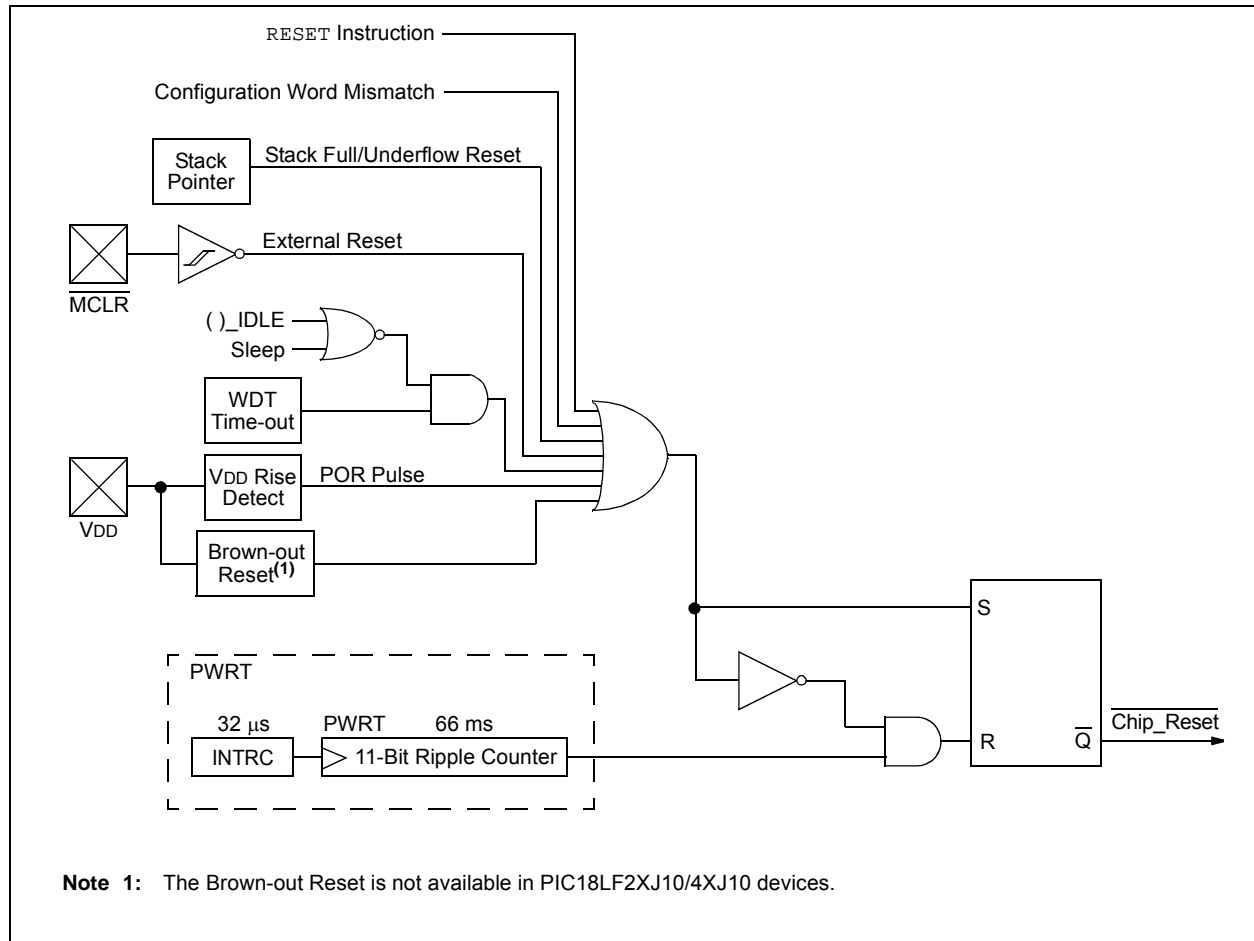 RESET Instruction
Configuration Word Mismatch
Stack
Pointer
Stack Full/Underflow Reset
External Reset
MCLR
( )_IDLE
Sleep
WDT
Time-out
VDD Rise
Detect
POR Pulse
VDD
Brown-out
Reset(1)
S
PWRT
32 μs
PWRT
66 ms
INTRC
11-Bit Ripple Counter
R
Q
Chip_Reset
Note 1: The Brown-out Reset is not available in PIC18LF2XJ10/4XJ10 devices.